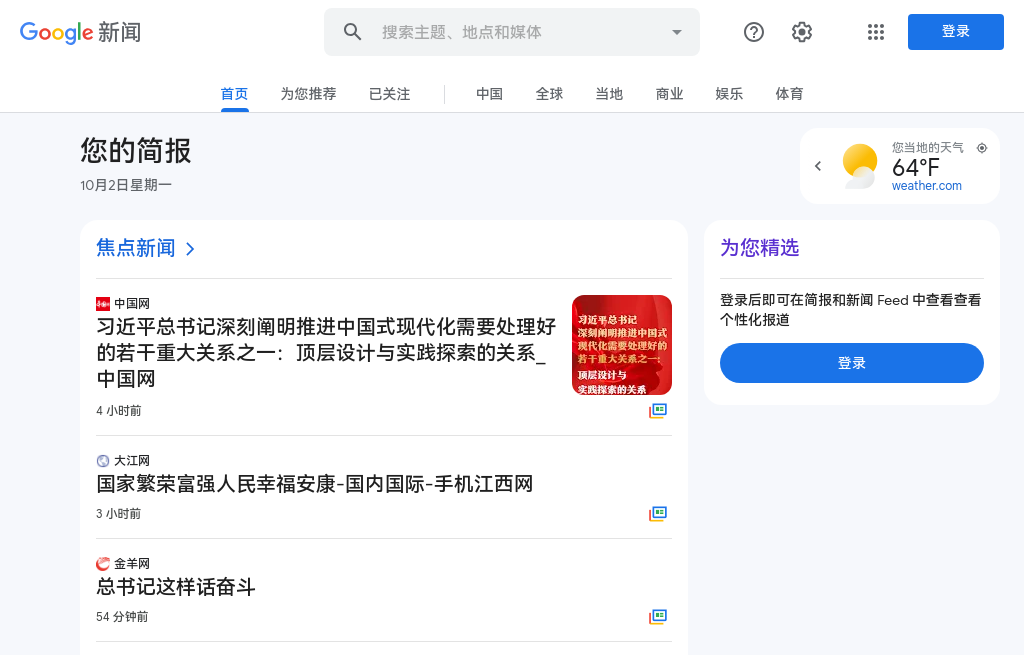 Google 新闻
搜索主题、地点和媒体
登录
首页 为您推荐 已关注 中国 全球 当地 商业 娱乐 体育
您的简报
10月2日星期一
您当地的天气
64°F
weather.com
焦点新闻
中国网
习近平总书记深刻阐明推进中国式现代化需要处理好
的若干重大关系之一：顶层设计与实践探索的关系_
中国网
4 小时前
习近平总书记
深刻阐明推进中国式
现代化需要处理好的
若干重大关系之一:
顶层设计与
实践探索的关系
大江网
国家繁荣富强人民幸福安康-国内国际-手机江西网
3 小时前
金羊网
总书记这样话奋斗
54 分钟前
为您精选
登录后即可在简报和新闻 Feed 中查看查看
个性化报道
登录